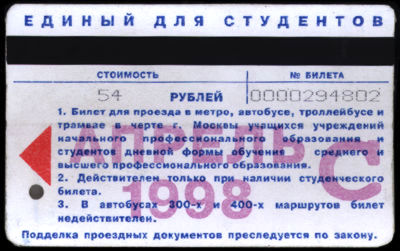 ЕДИНЫЙ ДЛЯ СТУДЕНТОВ
СТОИМОСТЬ № БИЛЕТА
54 РУБЛЕЙ 0000294802
1. Билет для проезда в метро, автобусе, троллейбусе и
трамвае в черте г. Москвы учащихся учреждений
начального профессионального образования и
студентов дневной формы обучения среднего и
высшего профессионального образования.
2. Действителен только при наличии студенческого
билета.
3. В автобусах 300-х и 400-х маршрутов билет
недействителен.
АПРЕЛЬ С
1998
Подделка проездных документов преследуется по закону.